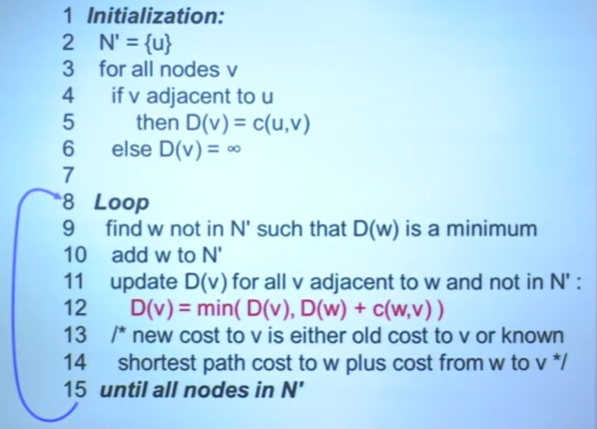 1 Initialization:
2 N' = {u}
3 for all nodes v
4 if v adjacent to u
5 then D(v) = c(u,v)
6 else D(v) = ∞
7
8 Loop
9 find w not in N' such that D(w) is a minimum
10 add w to N'
11 update D(v) for all v adjacent to w and not in N' :
12 D(v) = min( D(v), D(w) + c(w,v) )
13 /* new cost to v is either old cost to v or known
14 shortest path cost to w plus cost from w to v */
15 until all nodes in N'